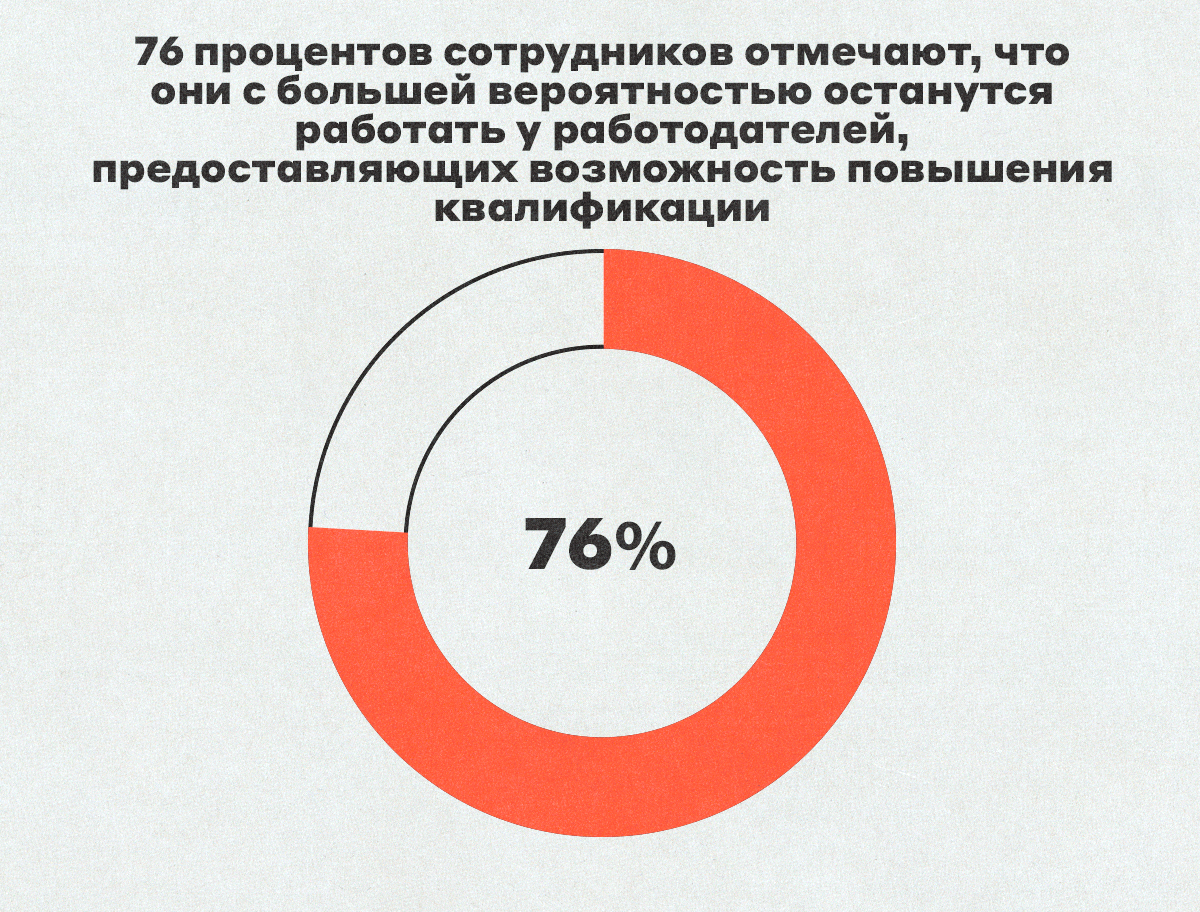 76 процентов сотрудников отмечают, что
они с большей вероятностью останутся
работать у работодателей,
предоставляющих возможность повышения
квалификации
76%